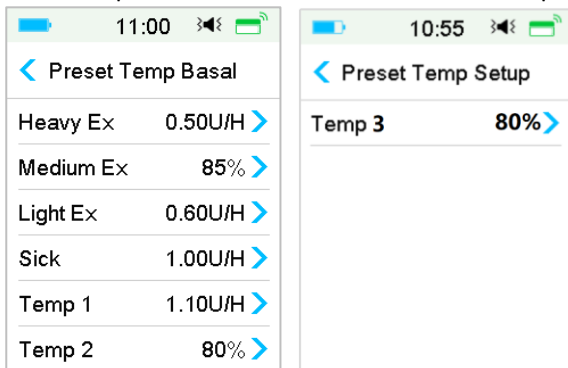 11:00
Preset Temp Basal
Heavy Ex 0.50U/H
Medium Ex 85%
Light Ex 0.60U/H
Sick 1.00U/H
Temp 1 1.10U/H
Temp 2 80%
10:55
Preset Temp Setup
Temp 3 80%